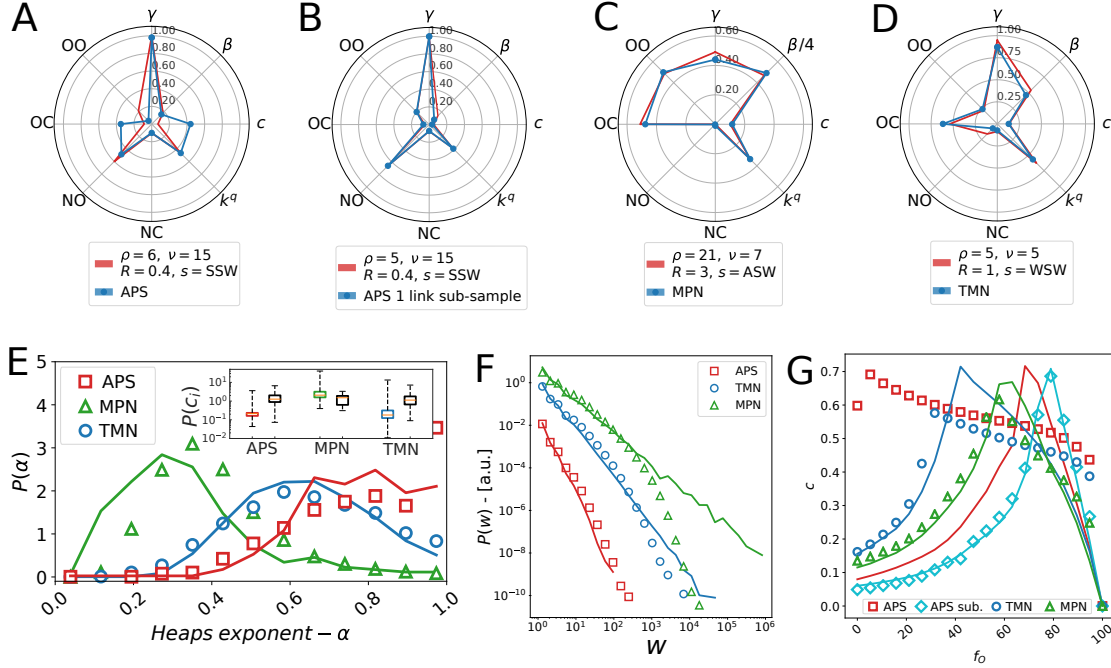 A
γ
β
c
k^q
NC
NO
OC
OO
1.00
0.80
0.60
0.40
0.20
ρ = 6, ν = 15
R = 0.4, s = SSW
APS
B
γ
β
c
k^q
NC
NO
OC
OO
1.00
0.80
0.60
0.40
0.20
ρ = 5, ν = 15
R = 0.4, s = SSW
APS 1 link sub-sample
C
γ
β/4
c
k^q
NC
NO
OC
OO
0.60
0.40
0.20
ρ = 21, ν = 7
R = 3, s = ASW
MPN
D
γ
β
c
k^q
NC
NO
OC
OO
1.00
0.75
0.50
0.25
ρ = 5, ν = 5
R = 1, s = WSW
TMN
E
P(α)
5
4
3
2
1
0
0.0
0.2
0.4
0.6
0.8
1.0
Heaps exponent – α
APS
MPN
TMN
P(c_i)
10^1
10^0
10^-1
10^-2
APS
MPN
TMN
F
P(w) - [a.u.]
10^0
10^-2
10^-4
10^-6
10^-8
10^-10
10^0
10^1
10^2
10^3
10^4
10^5
10^6
w
APS
TMN
MPN
G
c
0.7
0.6
0.5
0.4
0.3
0.2
0.1
0.0
0
20
40
60
80
100
f_O
APS
APS sub.
TMN
MPN